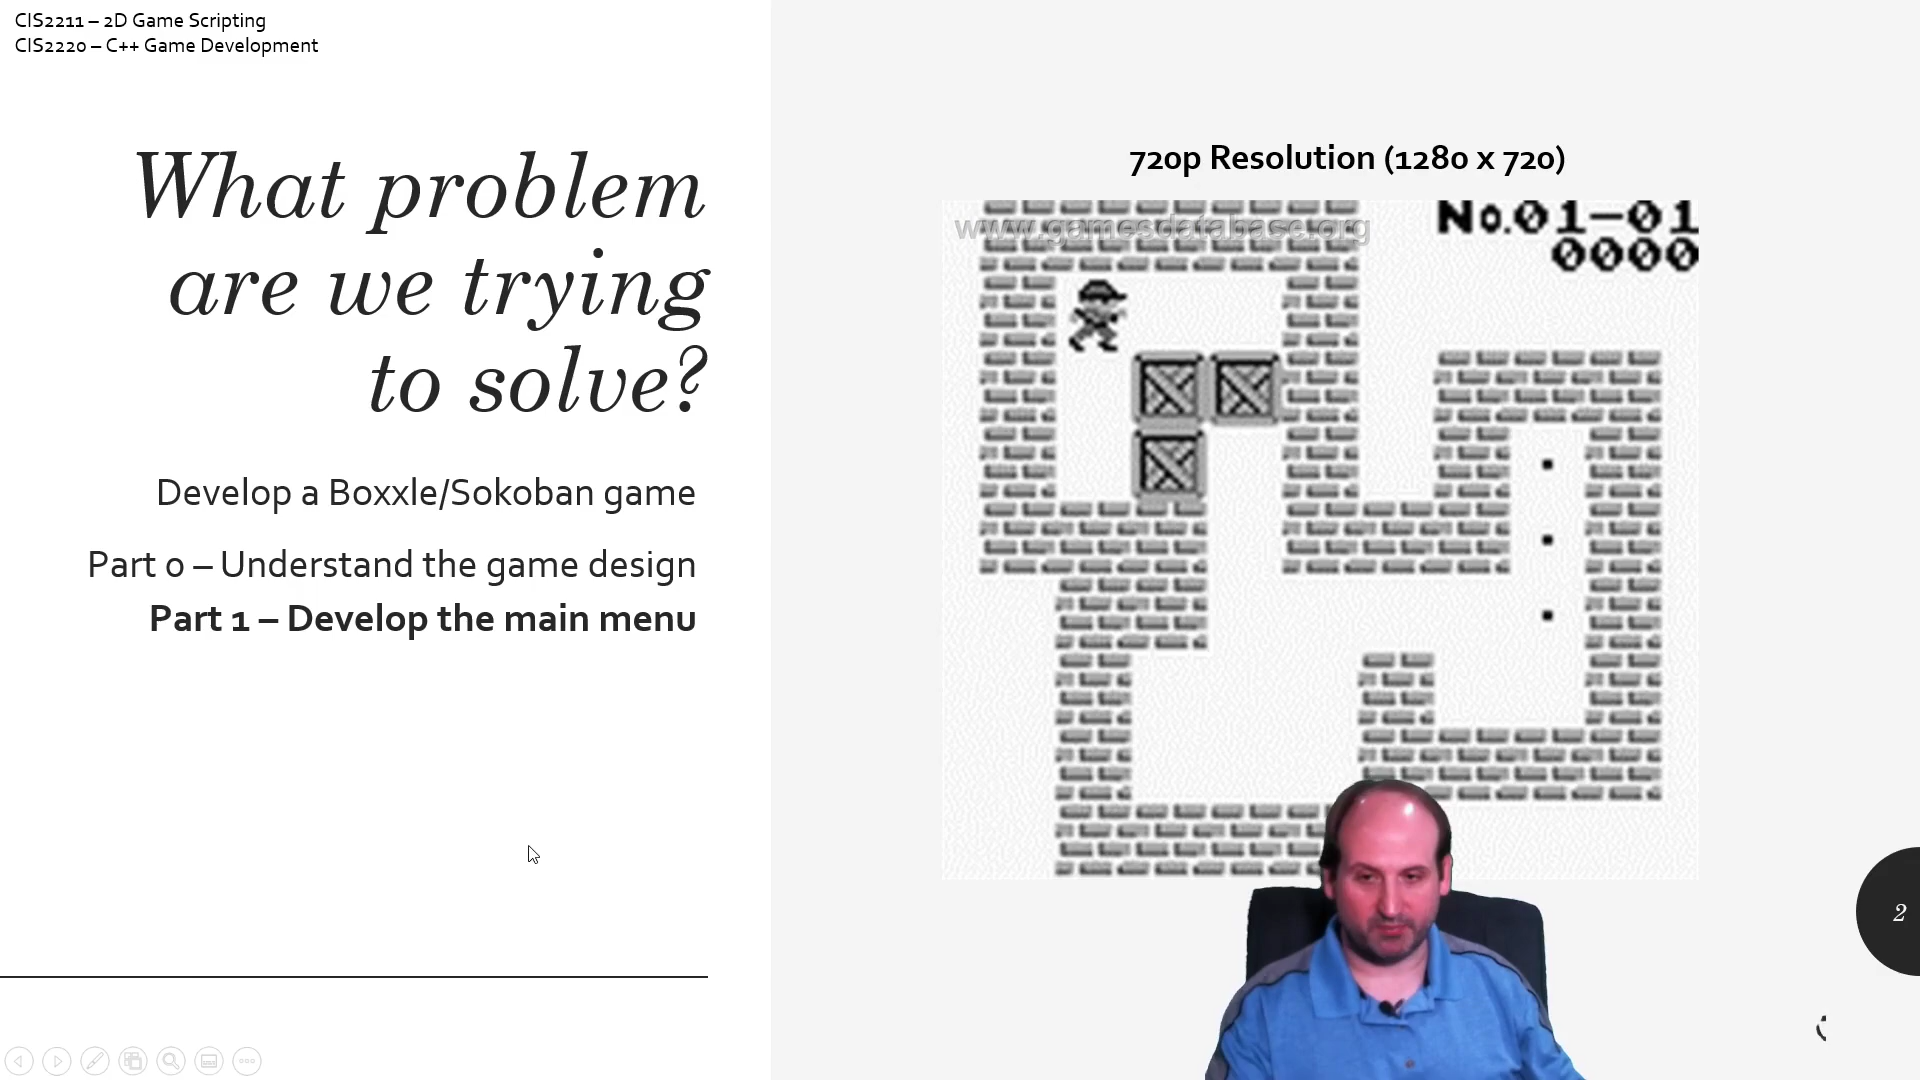 CIS2211 – 2D Game Scripting
CIS2220 – C++ Game Development
What problem
are we trying
to solve?
Develop a Boxxle/Sokoban game
Part 0 – Understand the game design
Part 1 – Develop the main menu
720p Resolution (1280 x 720)
www.gamesdatabase.org
No.01-01
0000
2